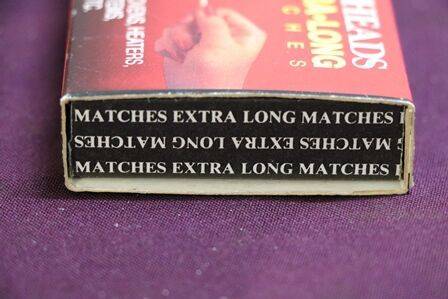 HEADS
A-LONG
CHES
HEATERS,
MATCHES EXTRA LONG MATCHES
MATCHES EXTRA LONG MATCHES
MATCHES EXTRA LONG MATCHES